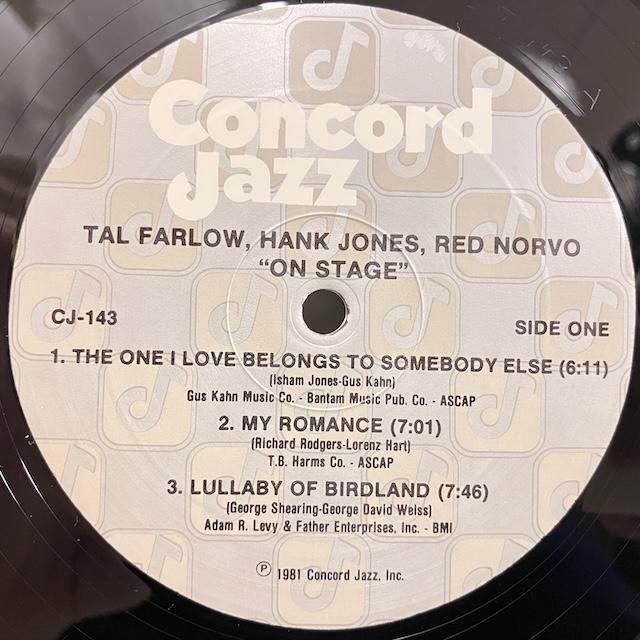 Concord
Jazz
TAL FARLOW, HANK JONES, RED NORVO
"ON STAGE"
CJ-143
SIDE ONE
1. THE ONE I LOVE BELONGS TO SOMEBODY ELSE (6:11)
(Isham Jones-Gus Kahn)
Gus Kahn Music Co. - Bantam Music Pub. Co. - ASCAP
2. MY ROMANCE (7:01)
(Richard Rodgers-Lorenz Hart)
T.B. Harms Co. - ASCAP
3. LULLABY OF BIRDLAND (7:46)
(George Shearing-George David Weiss)
Adam R. Levy & Father Enterprises, Inc. - BMI
℗ 1981 Concord Jazz, Inc.